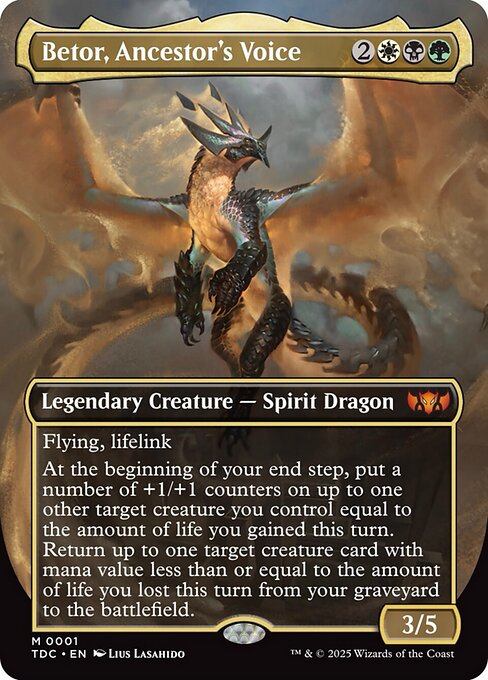 Betor, Ancestor's Voice 2
Legendary Creature — Spirit Dragon
Flying, lifelink
At the beginning of your end step, put a
number of +1/+1 counters on up to one
other target creature you control equal to
the amount of life you gained this turn.
Return up to one target creature card with
mana value less than or equal to the amount
of life you lost this turn from your graveyard
to the battlefield.
3/5
M 0001
TDC • EN Lius Lasahido
™ & © 2025 Wizards of the Coast